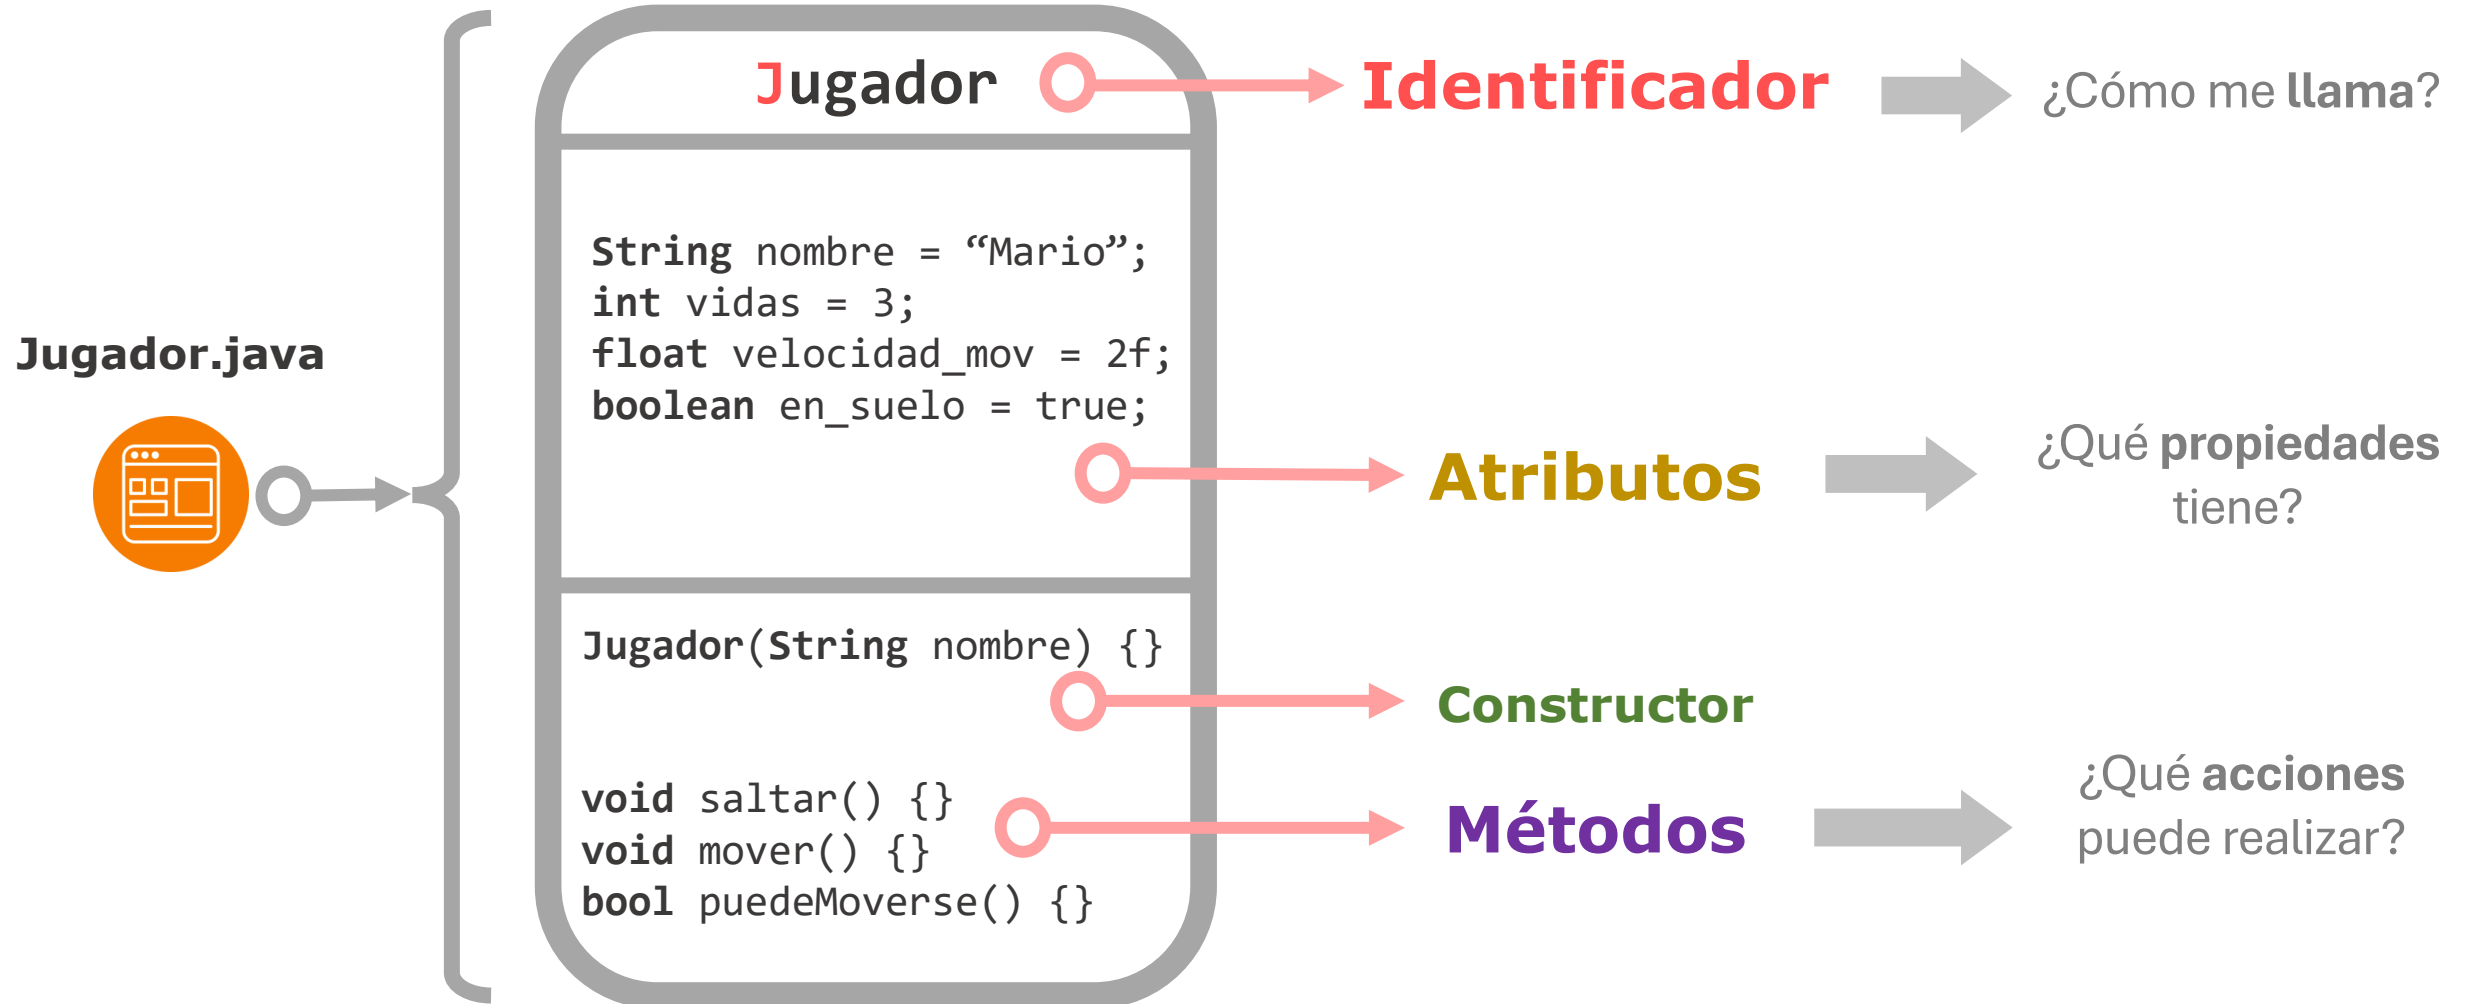 Jugador.java
Jugador
String nombre = “Mario”;
int vidas = 3;
float velocidad_mov = 2f;
boolean en_suelo = true;
Jugador(String nombre) {}
void saltar() {}
void mover() {}
bool puedeMoverse() {}
Identificador
¿Cómo me llama?
Atributos
¿Qué propiedades
tiene?
Constructor
Métodos
¿Qué acciones
puede realizar?